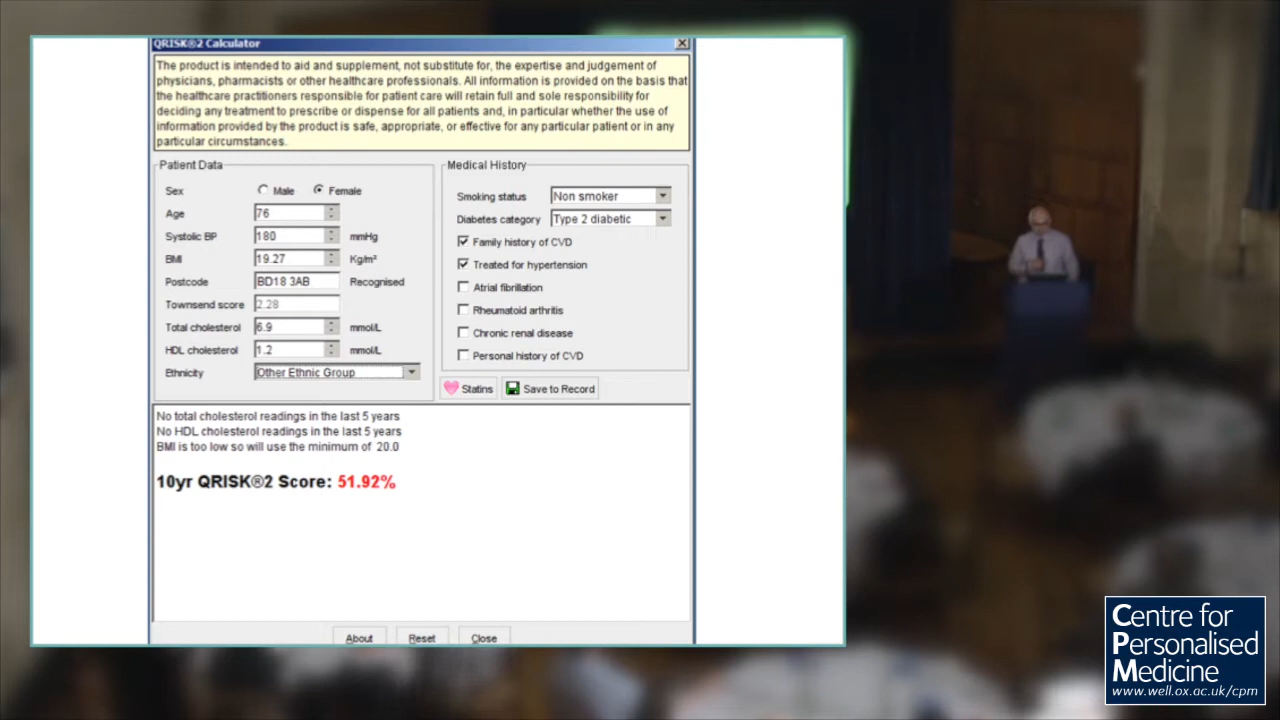 QRISK®2 Calculator
The product is intended to aid and supplement, not substitute for, the expertise and judgement of
physicians, pharmacists or other healthcare professionals. All information is provided on the basis that
the healthcare practitioners responsible for patient care will retain full and sole responsibility for
deciding any treatment to prescribe or dispense for all patients and, in particular whether the use of
information provided by the product is safe, appropriate, or effective for any particular patient or in any
particular circumstances.
Patient Data
Sex Male Female
Age 76
Systolic BP 180 mmHg
BMI 19.27 Kg/m²
Postcode BD18 3AB Recognised
Townsend score 2.28
Total cholesterol 6.9 mmol/L
HDL cholesterol 1.2 mmol/L
Ethnicity Other Ethnic Group
Medical History
Smoking status Non smoker
Diabetes category Type 2 diabetic
Family history of CVD
Treated for hypertension
Atrial fibrillation
Rheumatoid arthritis
Chronic renal disease
Personal history of CVD
Statins Save to Record
No total cholesterol readings in the last 5 years
No HDL cholesterol readings in the last 5 years
BMI is too low so will use the minimum of 20.0
10yr QRISK®2 Score: 51.92%
About Reset Close
Centre for
Personalised
Medicine
www.well.ox.ac.uk/cpm